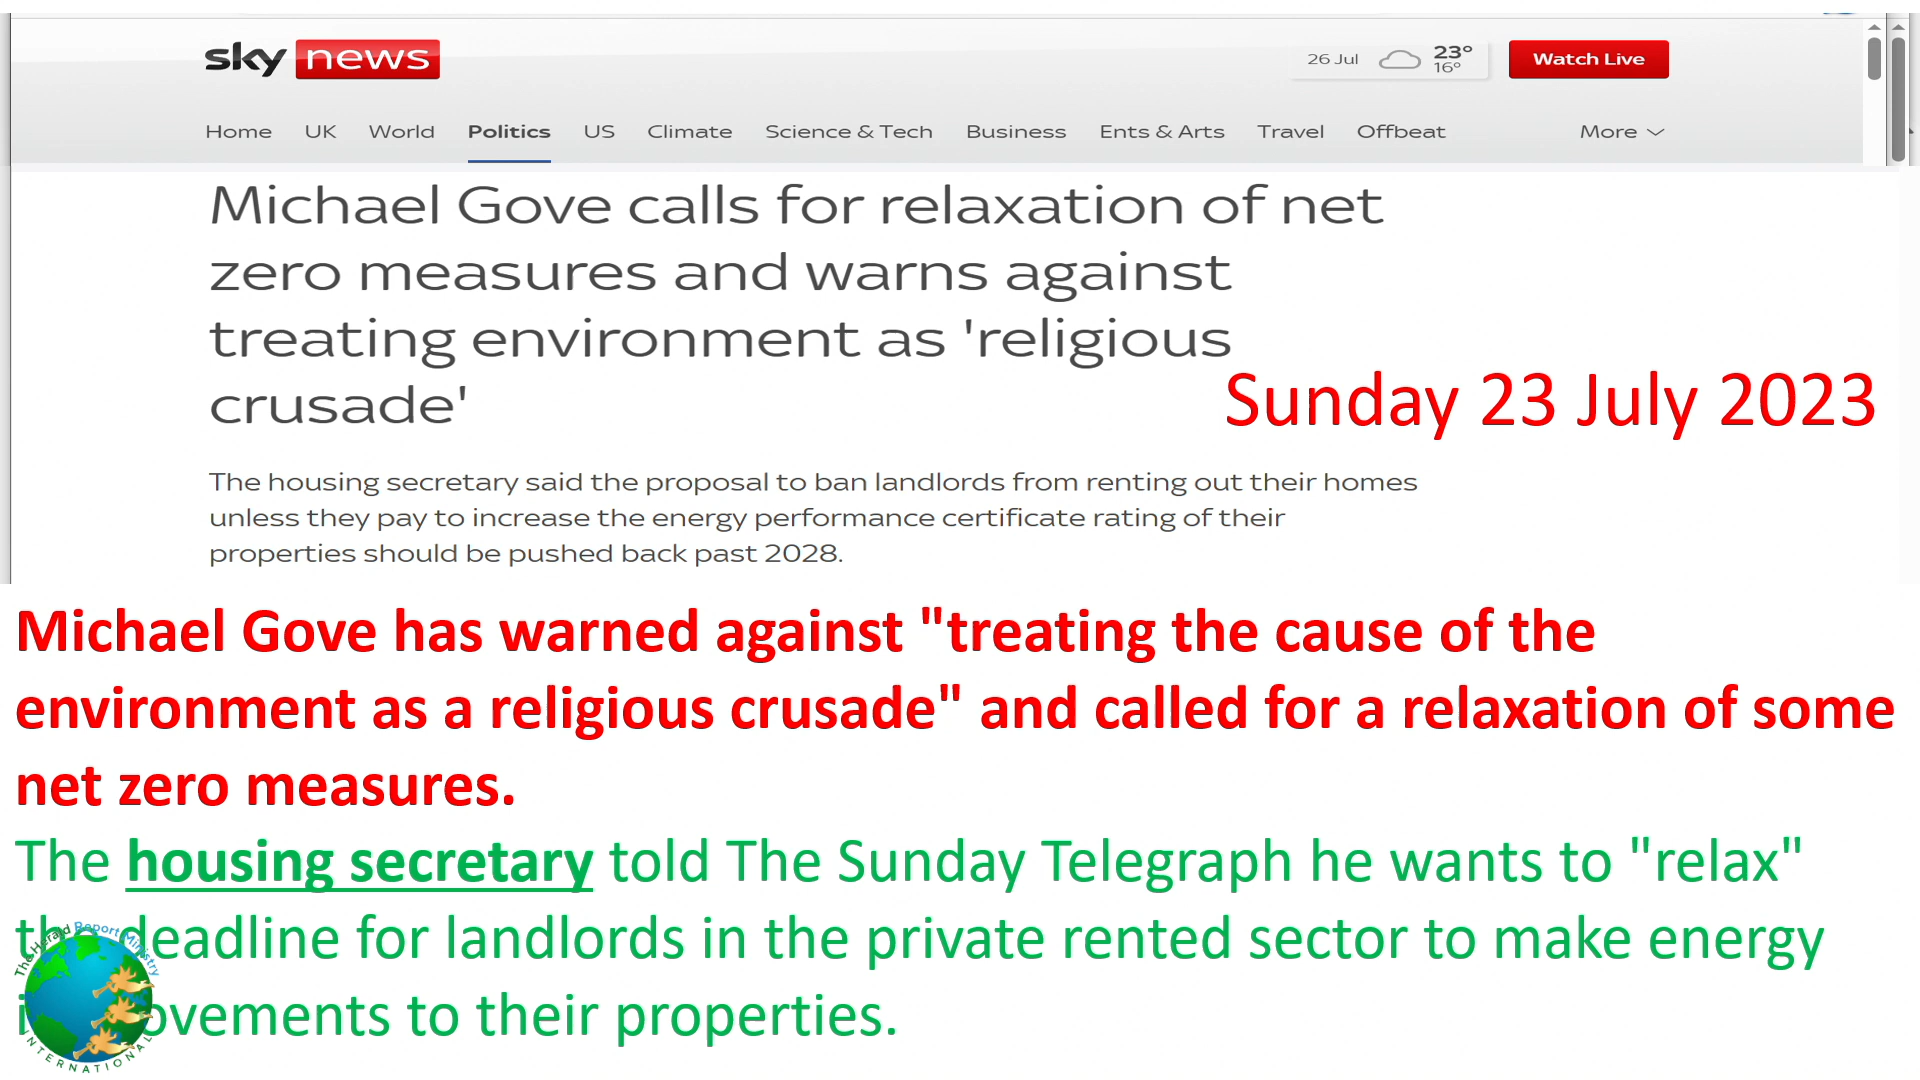 sky news
26 Jul 23° 16° Watch Live
Home UK World Politics US Climate Science & Tech Business Ents & Arts Travel Offbeat More
Michael Gove calls for relaxation of net
zero measures and warns against
treating environment as 'religious
crusade'
Sunday 23 July 2023
The housing secretary said the proposal to ban landlords from renting out their homes
unless they pay to increase the energy performance certificate rating of their
properties should be pushed back past 2028.
Michael Gove has warned against "treating the cause of the
environment as a religious crusade" and called for a relaxation of some
net zero measures.
The housing secretary told The Sunday Telegraph he wants to "relax"
deadline for landlords in the private rented sector to make energy
to their properties.
The Herald Report Ministry
INTERNATIONAL